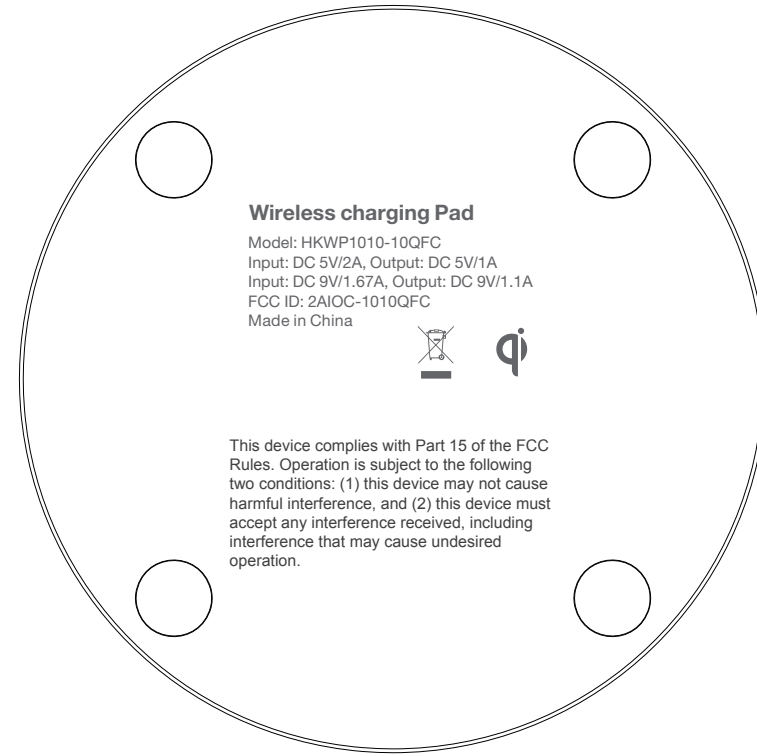 Wireless charging Pad
Model: HKWP1010-10QFC
Input: DC 5V/2A, Output: DC 5V/1A
Input: DC 9V/1.67A, Output: DC 9V/1.1A
FCC ID: 2AIOC-1010QFC
Made in China
qi
This device complies with Part 15 of the FCC
Rules. Operation is subject to the following
two conditions: (1) this device may not cause
harmful interference, and (2) this device must
accept any interference received, including
interference that may cause undesired
operation.